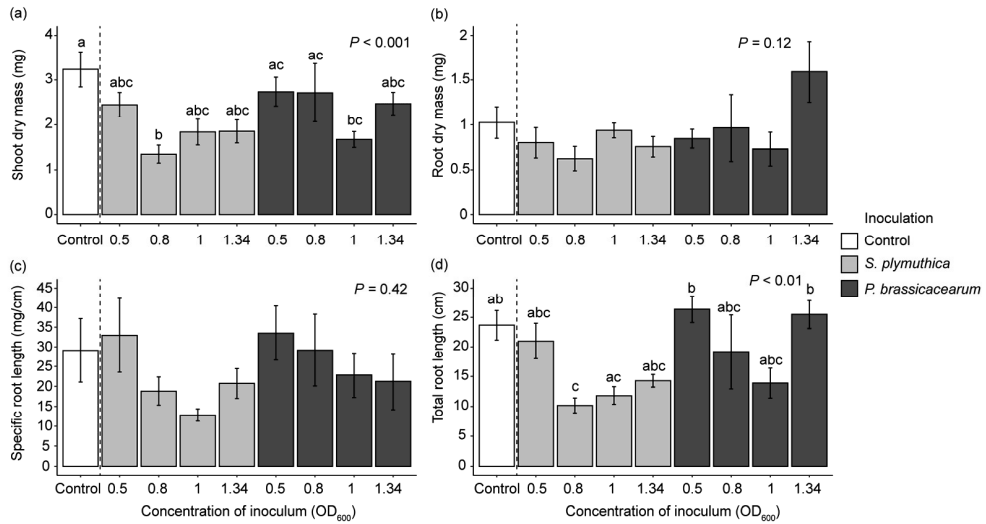 (a)
P < 0.001
Shoot dry mass (mg)
4
3
2
1
0
a
abc
b
abc
abc
ac
ac
bc
abc
Control 0.5 0.8 1 1.34 0.5 0.8 1 1.34
(b)
P = 0.12
Root dry mass (mg)
2
1.5
1
0.5
0
Control 0.5 0.8 1 1.34 0.5 0.8 1 1.34
Inoculation
Control
S. plymuthica
P. brassicacearum
(c)
P = 0.42
Specific root length (mg/cm)
45
40
35
30
25
20
15
10
5
0
Control 0.5 0.8 1 1.34 0.5 0.8 1 1.34
Concentration of inoculum (OD600)
(d)
P < 0.01
Total root length (cm)
30
25
20
15
10
5
0
ab
abc
c
ac
abc
b
abc
abc
b
Control 0.5 0.8 1 1.34 0.5 0.8 1 1.34
Concentration of inoculum (OD600)